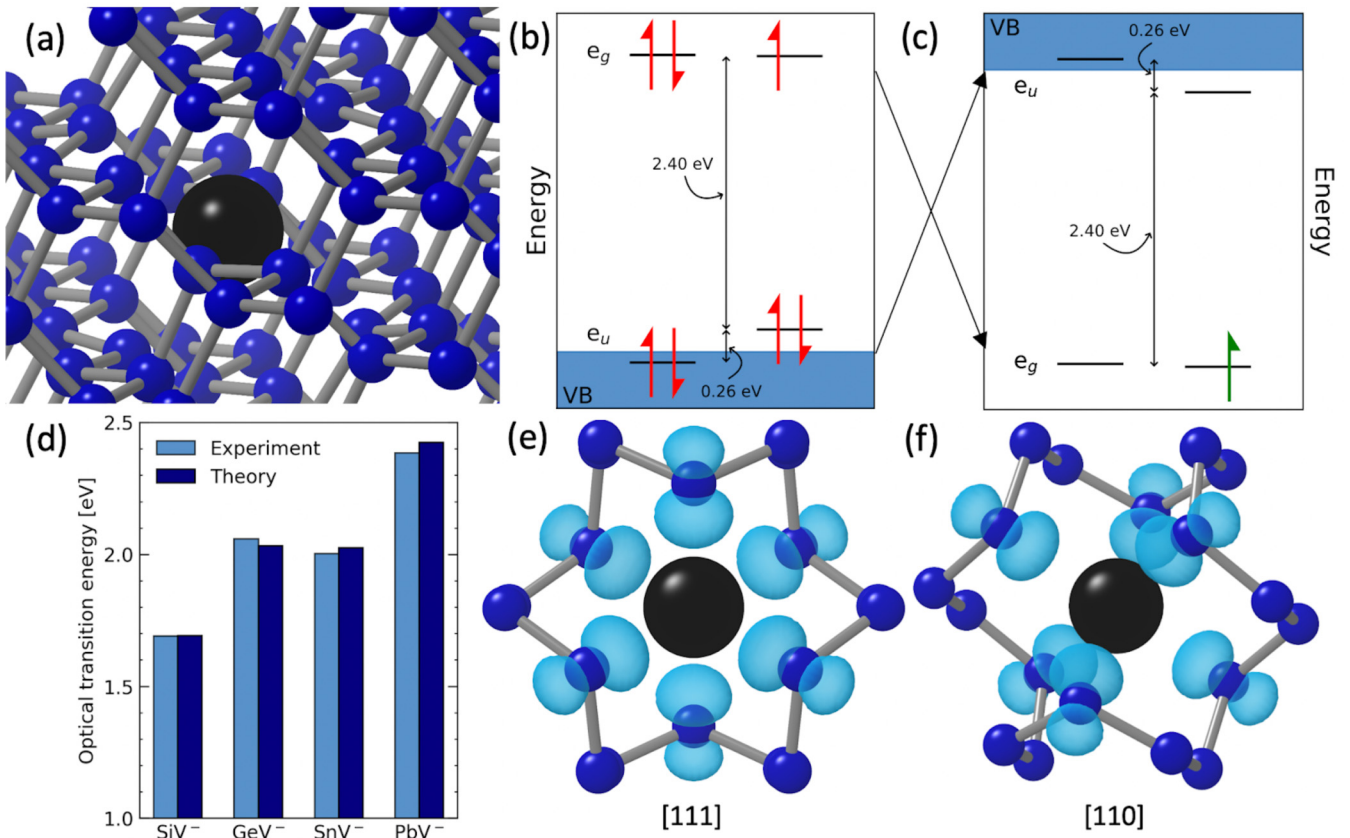 (a)
(b)
Energy
e_g
2.40 eV
e_u
0.26 eV
VB
(c)
VB
0.26 eV
e_u
2.40 eV
e_g
Energy
(d)
Optical transition energy [eV]
2.5
2.0
1.5
1.0
Experiment
Theory
SiV⁻
GeV⁻
SnV⁻
PbV⁻
(e)
[111]
(f)
[110]